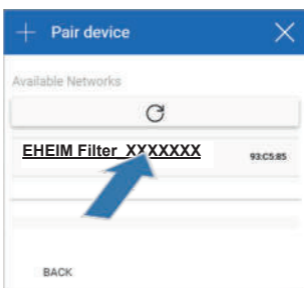 Pair device
Available Networks
EHEIM Filter_XXXXXXX
93:C5:85
BACK